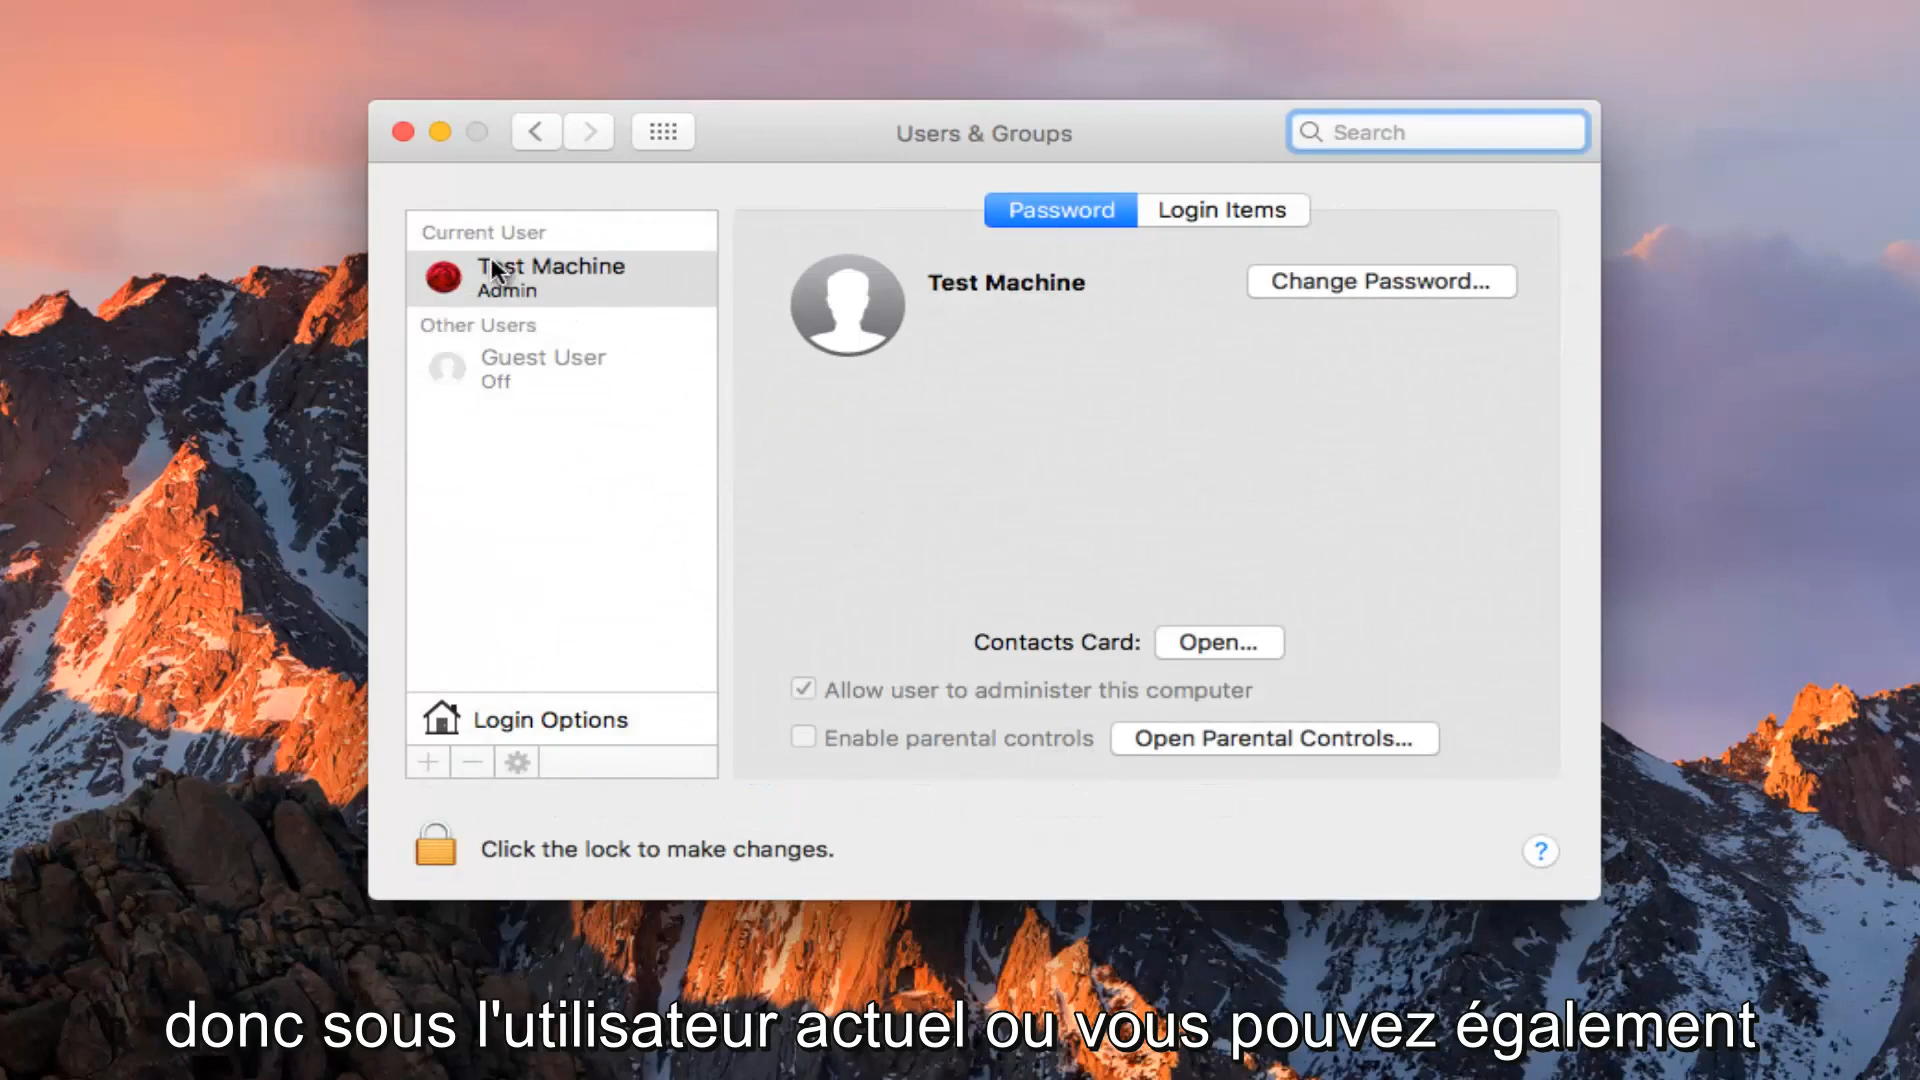 Users & Groups
Search
Password
Login Items
Current User
Test Machine
Admin
Other Users
Guest User
Off
Test Machine
Change Password...
Contacts Card:
Open...
Allow user to administer this computer
Enable parental controls
Open Parental Controls...
Login Options
Click the lock to make changes.
?
donc sous l'utilisateur actuel ou vous pouvez également